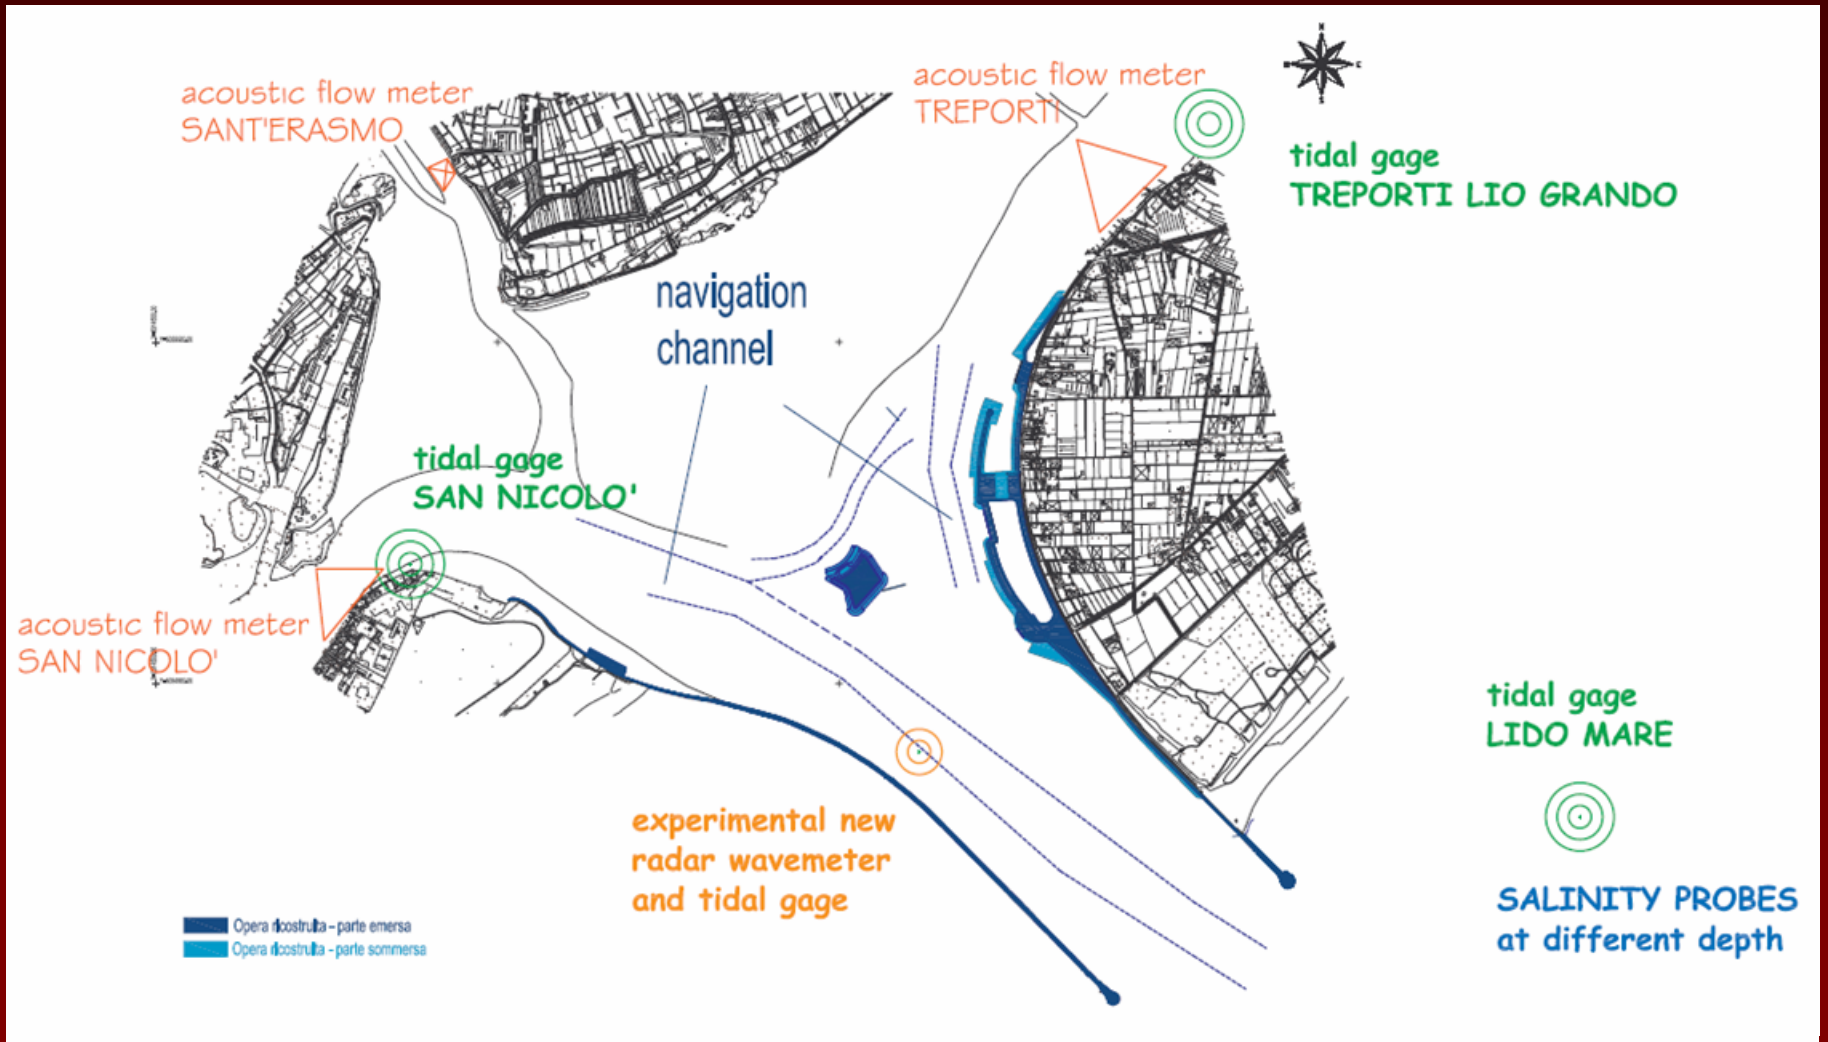 acoustic flow meter
SANT'ERASMO
acoustic flow meter
TREPORTI
N
E
S
tidal gage
TREPORTI LIO GRANDO
navigation
channel
tidal gage
SAN NICOLO'
acoustic flow meter
SAN NICOLO'
tidal gage
LIDO MARE
experimental new
radar wavemeter
and tidal gage
SALINITY PROBES
at different depth
Opera ricostruita - parte emersa
Opera ricostruita - parte sommersa